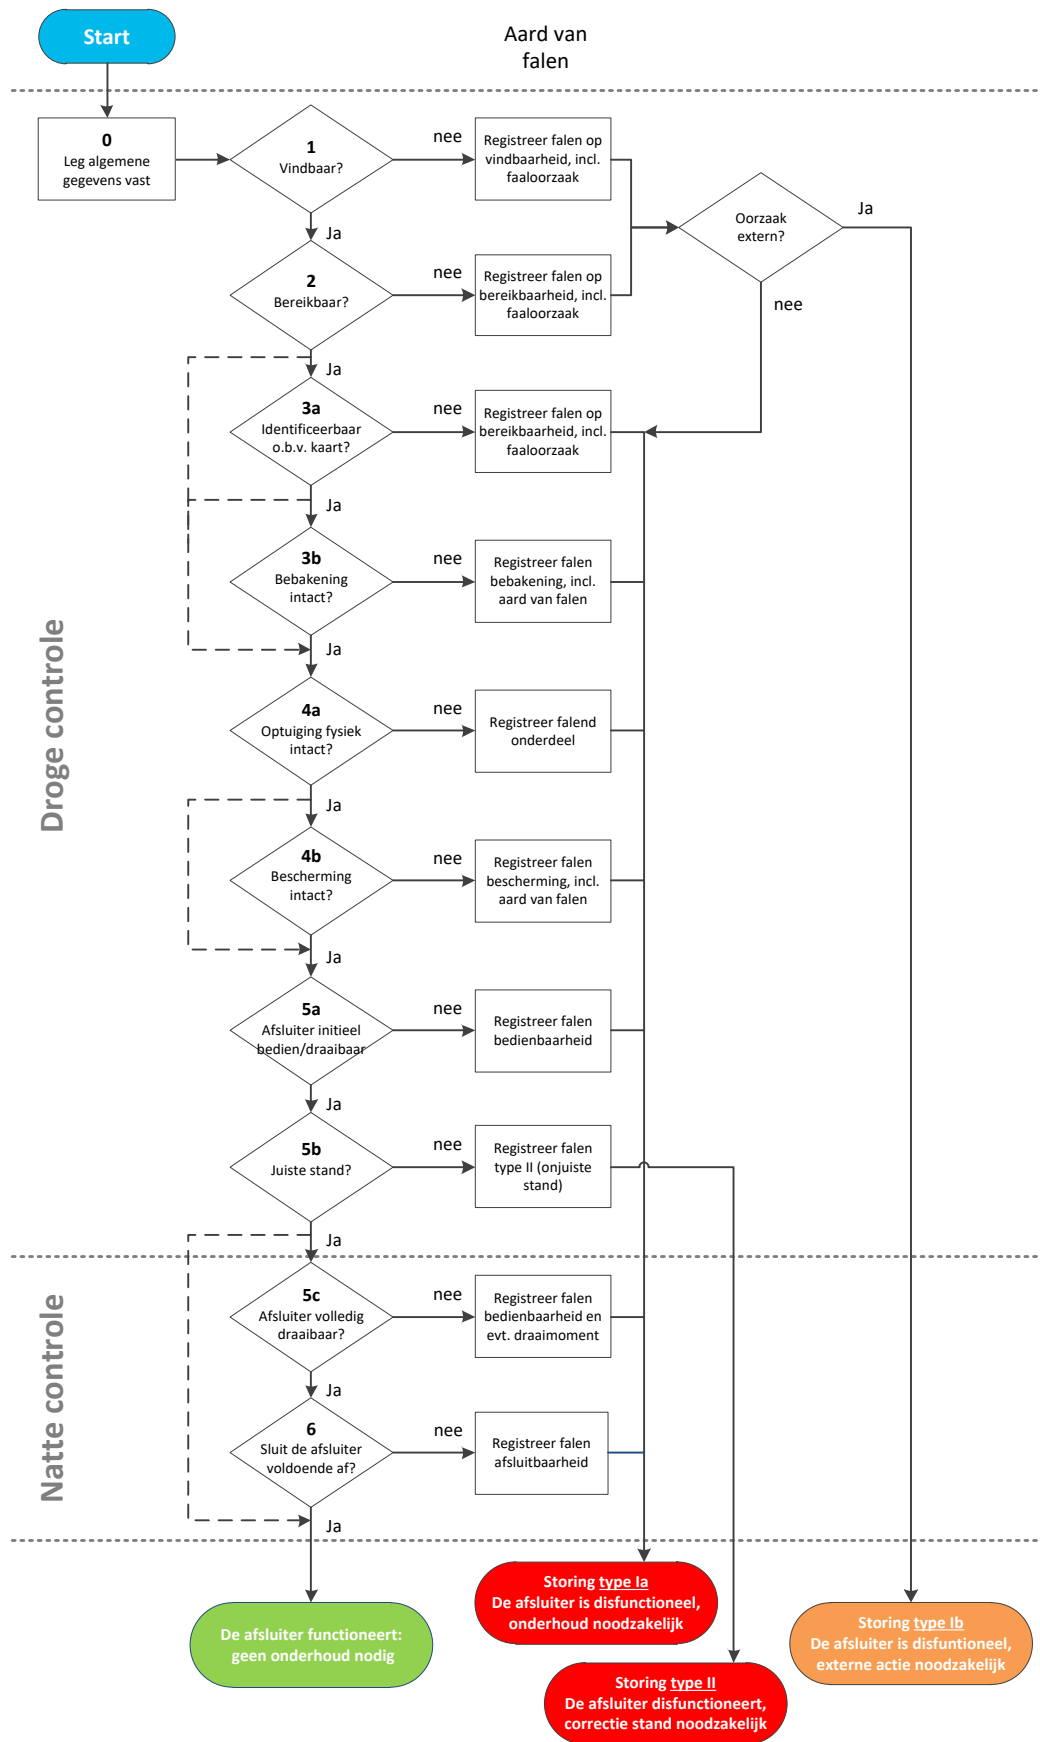 Start
Aard van
falen
0
Leg algemene
gegevens vast
1
Vindbaar?
nee
Registreer falen op
vindbaarheid, incl.
faaloorzaak
Oorzaak
extern?
Ja
nee
Ja
2
Bereikbaar?
nee
Registreer falen op
bereikbaarheid, incl.
faaloorzaak
Ja
3a
Identificeerbaar
o.b.v. kaart?
nee
Registreer falen op
bereikbaarheid, incl.
faaloorzaak
Ja
3b
Bebakening
intact?
nee
Registreer falen
bebakening, incl.
aard van falen
Ja
Droge controle
4a
Optuiging fysiek
intact?
nee
Registreer falend
onderdeel
Ja
4b
Bescherming
intact?
nee
Registreer falen
bescherming, incl.
aard van falen
Ja
5a
Afsluiter initieel
bedien/draaibaar
nee
Registreer falen
bedienbaarheid
Ja
5b
Juiste stand?
nee
Registreer falen
type II (onjuiste
stand)
Ja
Natte controle
5c
Afsluiter volledig
draaibaar?
nee
Registreer falen
bedienbaarheid en
evt. draaimoment
Ja
6
Sluit de afsluiter
voldoende af?
nee
Registreer falen
afsluitbaarheid
Ja
Storing type Ia
De afsluiter is disfunctioneel,
onderhoud noodzakelijk
De afsluiter functioneert:
geen onderhoud nodig
Storing type Ib
De afsluiter is disfuntioneel,
externe actie noodzakelijk
Storing type II
De afsluiter disfunctioneert,
correctie stand noodzakelijk